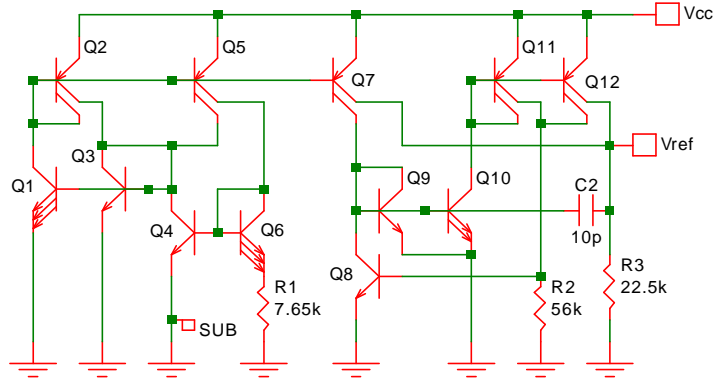 Vcc
Q2
Q5
Q7
Q11
Q12
Q3
Vref
Q1
Q9
Q10
C2
10p
Q4
Q6
Q8
R1
7.65k
R2
56k
R3
22.5k
SUB